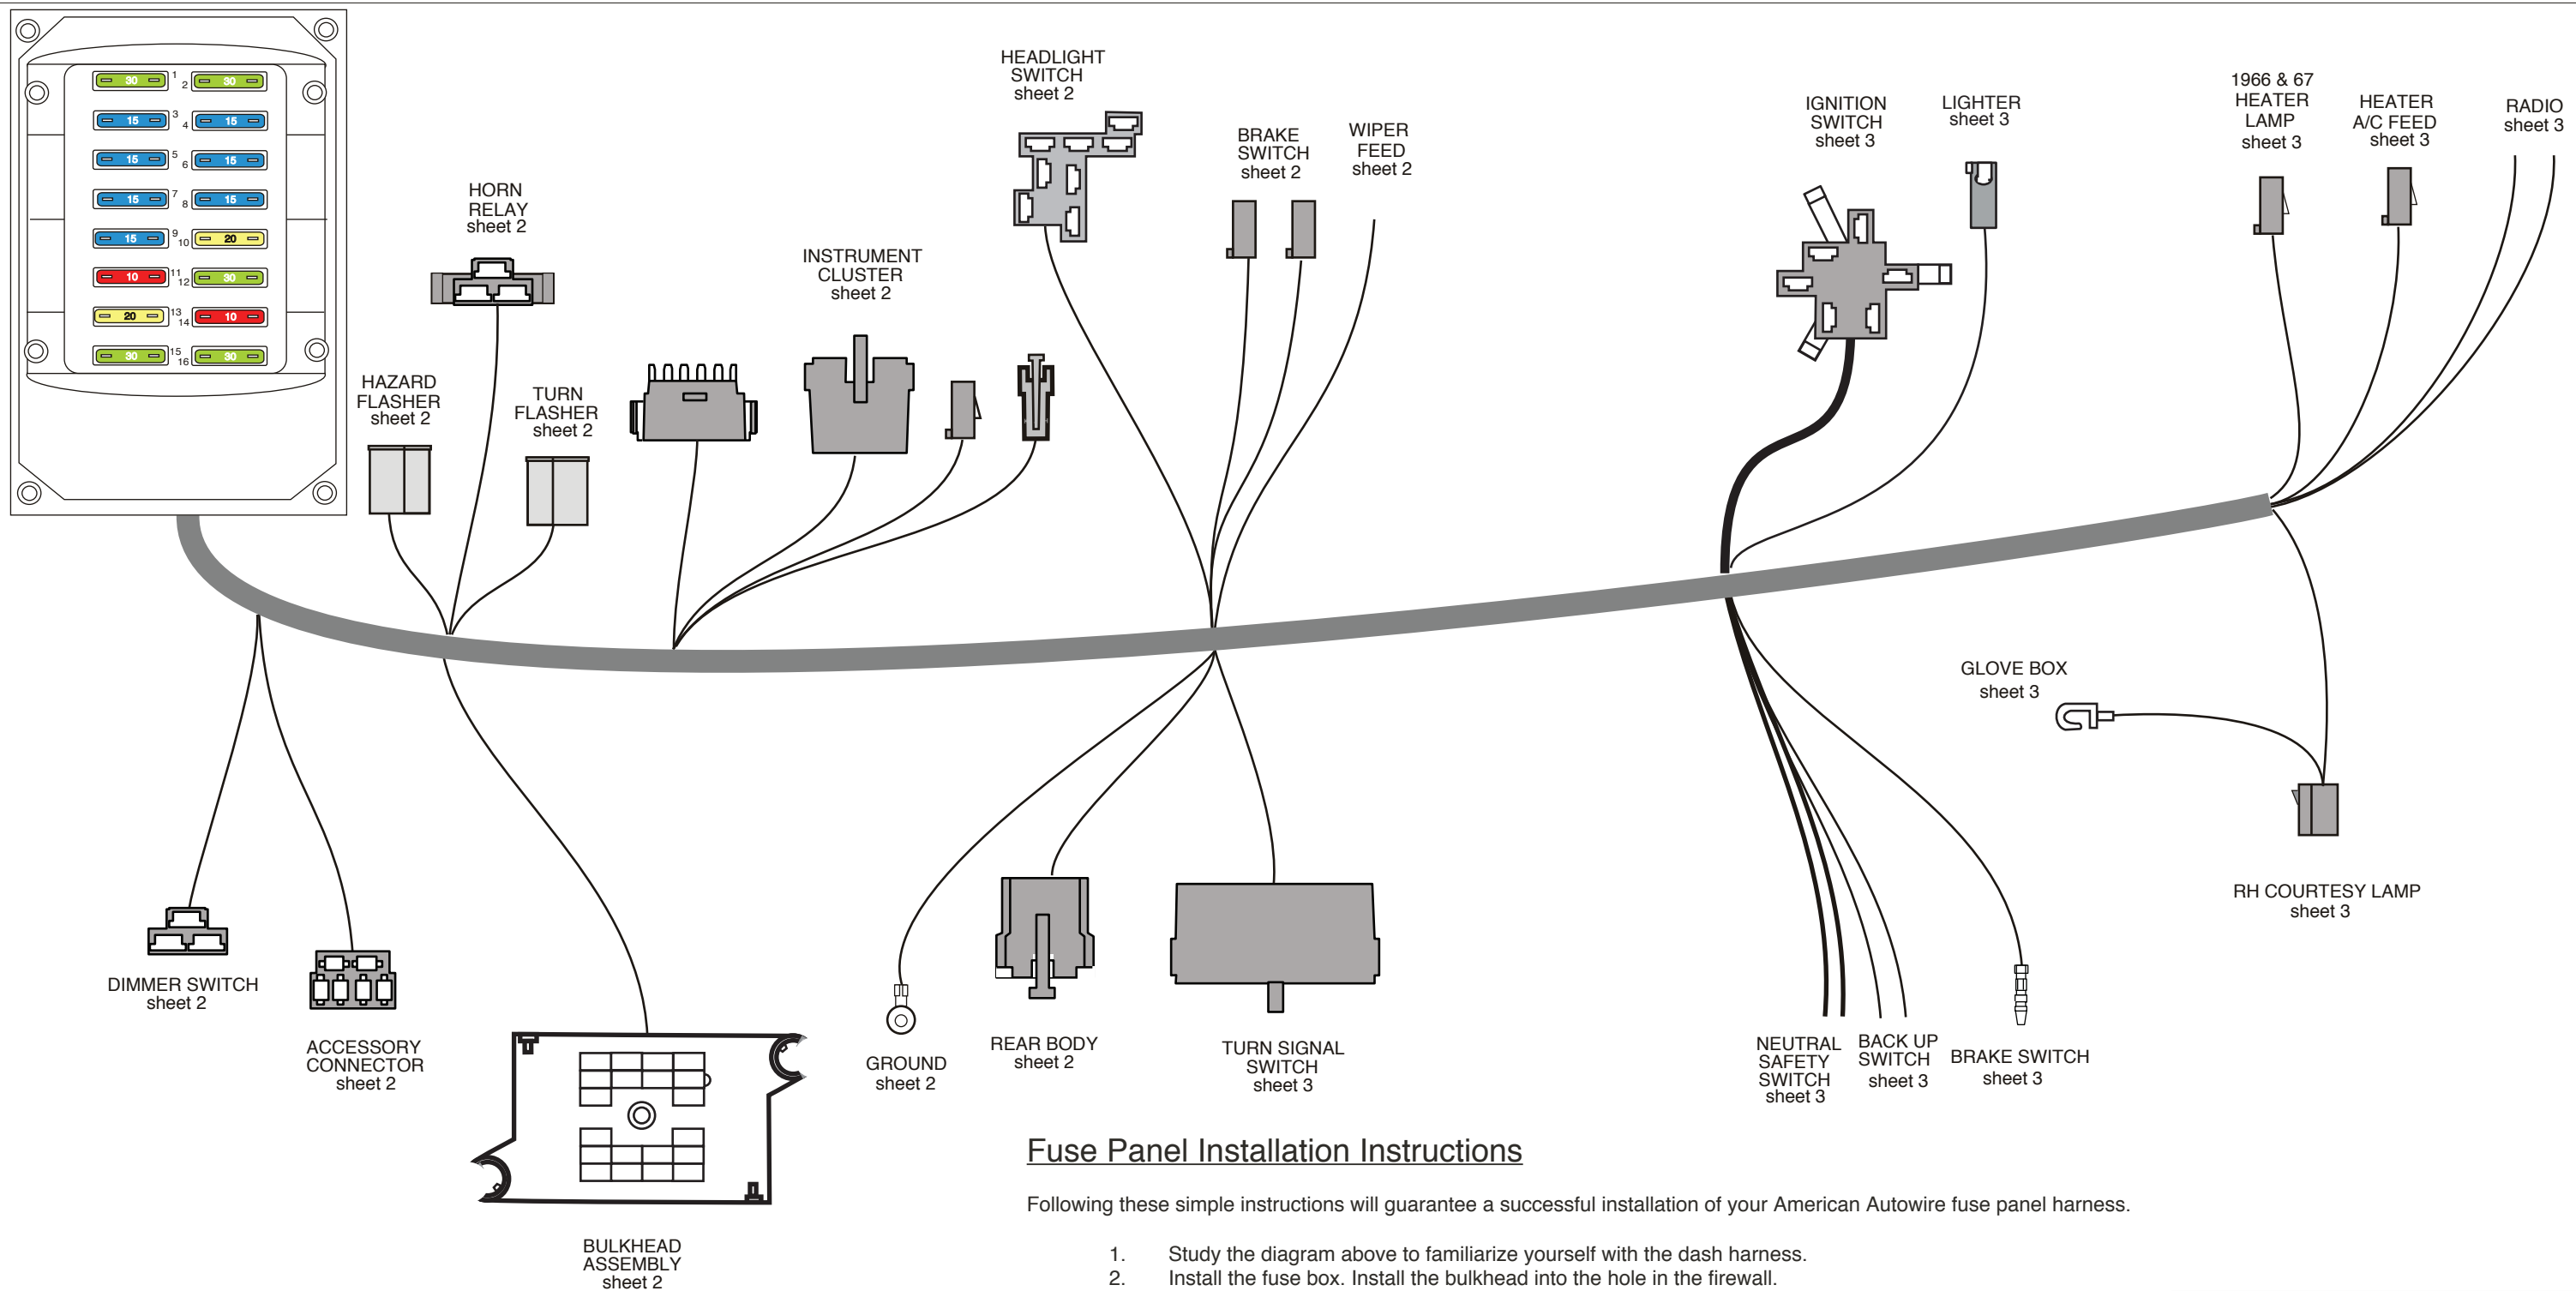 30 1 2 30
15 3 4 15
15 5 6 15
15 7 8 15
15 9 10 20
10 11 12 30
20 13 14 10
30 15 16 30
HAZARD
FLASHER
sheet 2
HORN
RELAY
sheet 2
TURN
FLASHER
sheet 2
INSTRUMENT
CLUSTER
sheet 2
HEADLIGHT
SWITCH
sheet 2
BRAKE
SWITCH
sheet 2
WIPER
FEED
sheet 2
IGNITION
SWITCH
sheet 3
LIGHTER
sheet 3
1966 & 67
HEATER
LAMP
sheet 3
HEATER
A/C FEED
sheet 3
RADIO
sheet 3
GLOVE BOX
sheet 3
RH COURTESY LAMP
sheet 3
DIMMER SWITCH
sheet 2
ACCESSORY
CONNECTOR
sheet 2
BULKHEAD
ASSEMBLY
sheet 2
GROUND
sheet 2
REAR BODY
sheet 2
TURN SIGNAL
SWITCH
sheet 3
NEUTRAL
SAFETY
SWITCH
sheet 3
BACK UP
SWITCH
sheet 3
BRAKE SWITCH
sheet 3
Fuse Panel Installation Instructions
Following these simple instructions will guarantee a successful installation of your American Autowire fuse panel harness.
1. Study the diagram above to familiarize yourself with the dash harness.
2. Install the fuse box. Install the bulkhead into the hole in the firewall.